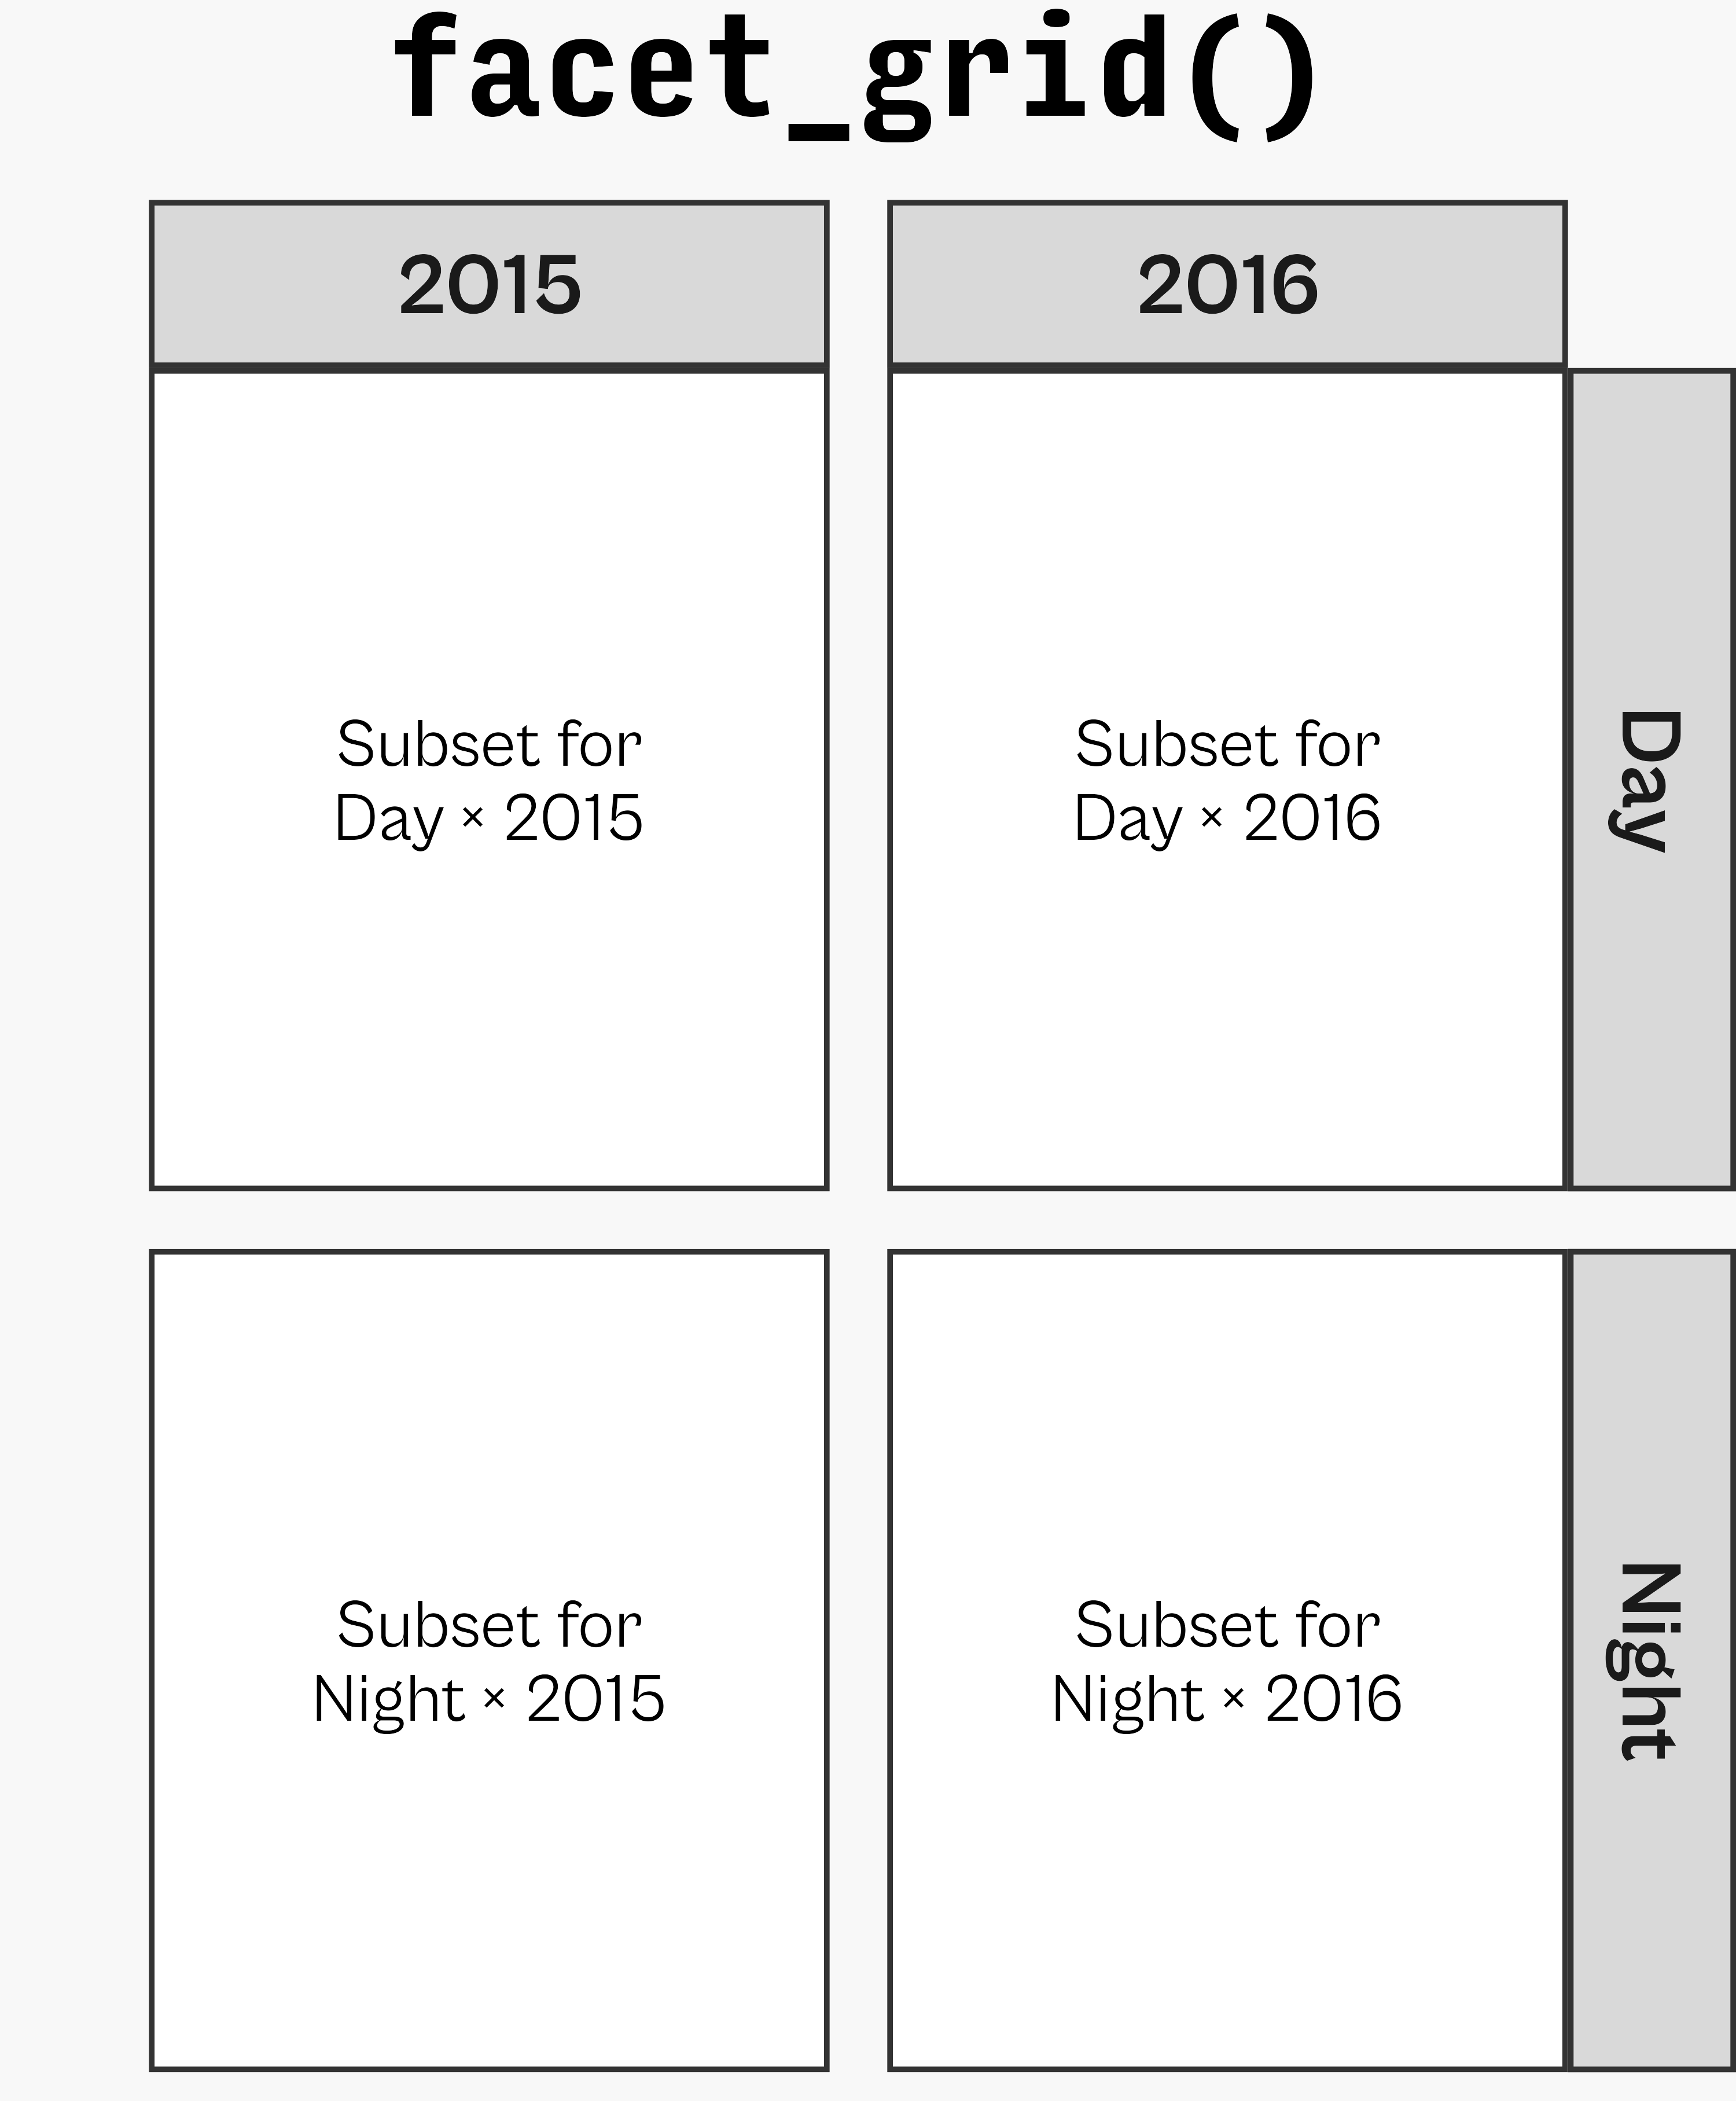 facet_grid()
2015
2016
Subset for
Day × 2015
Subset for
Day × 2016
Day
Subset for
Night × 2015
Subset for
Night × 2016
Night